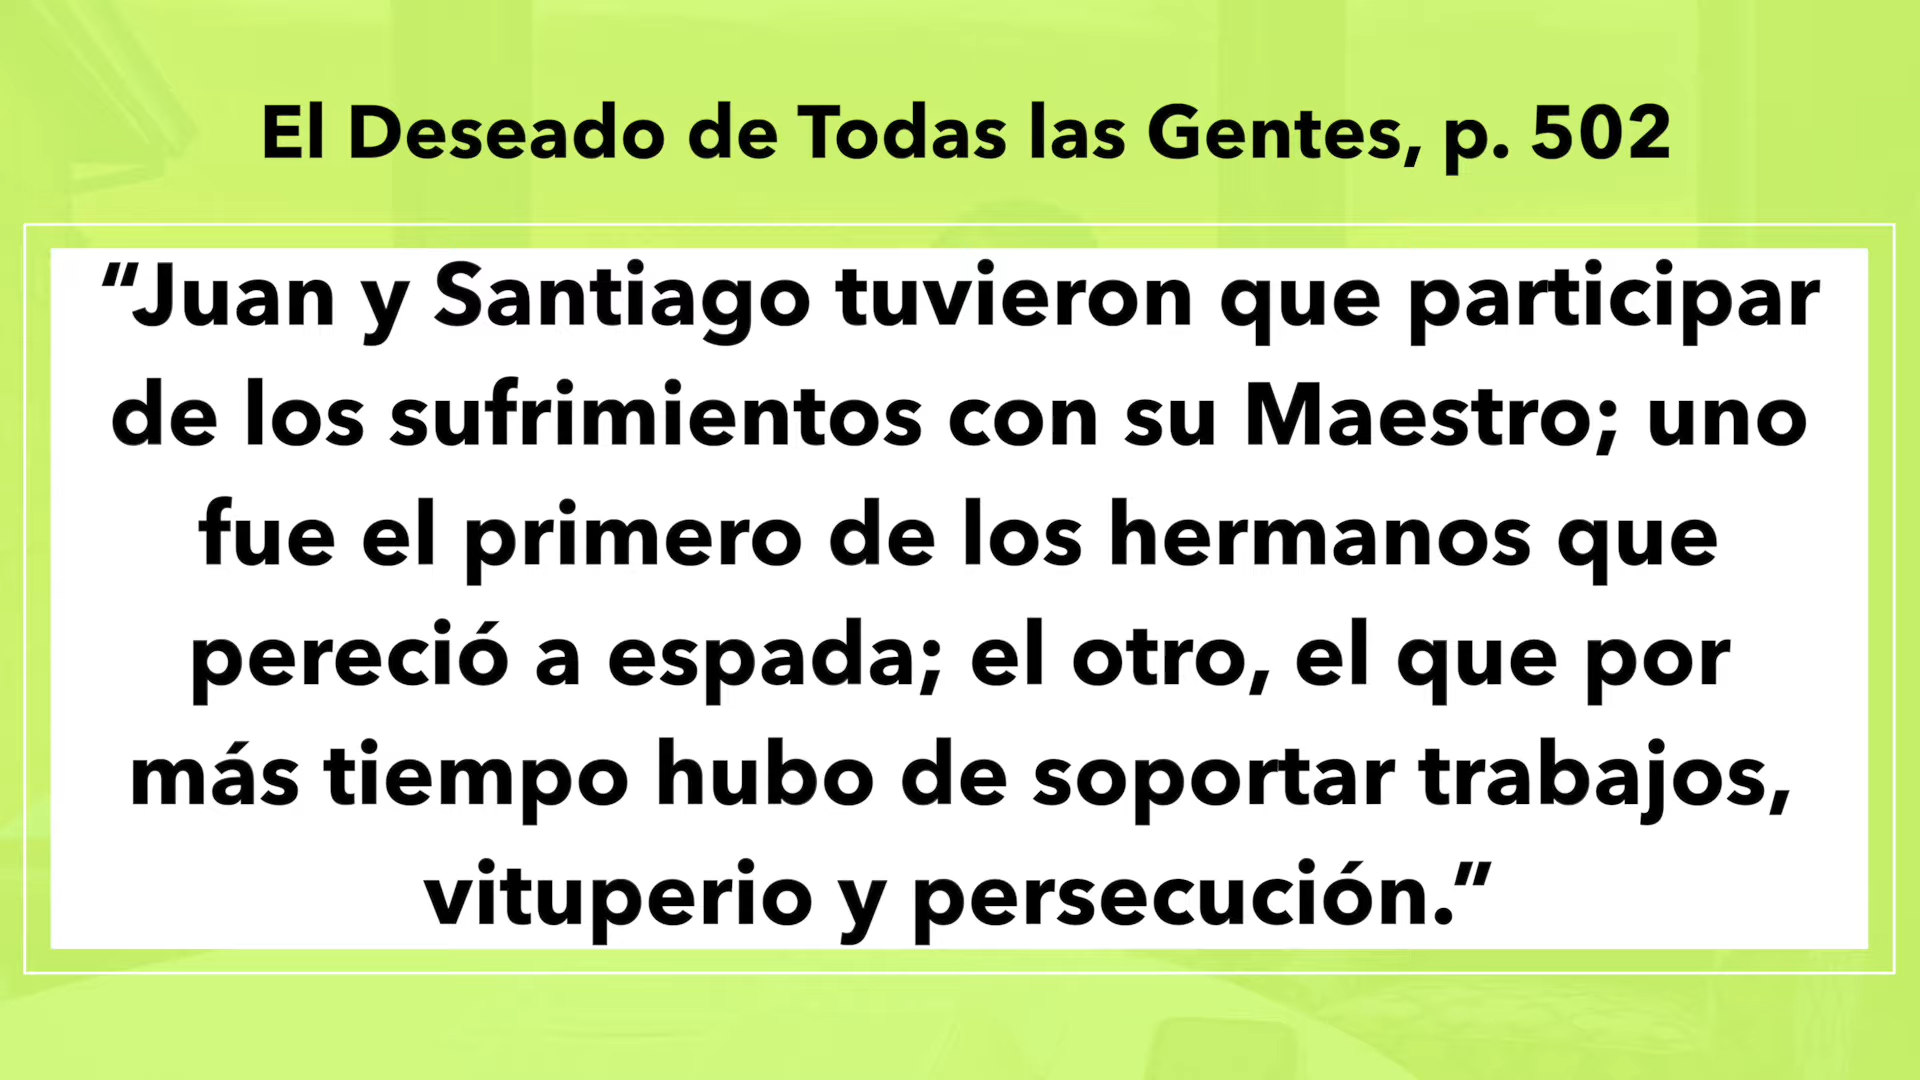 El Deseado de Todas las Gentes, p. 502
“Juan y Santiago tuvieron que participar
de los sufrimientos con su Maestro; uno
fue el primero de los hermanos que
pereció a espada; el otro, el que por
más tiempo hubo de soportar trabajos,
vituperio y persecución.”